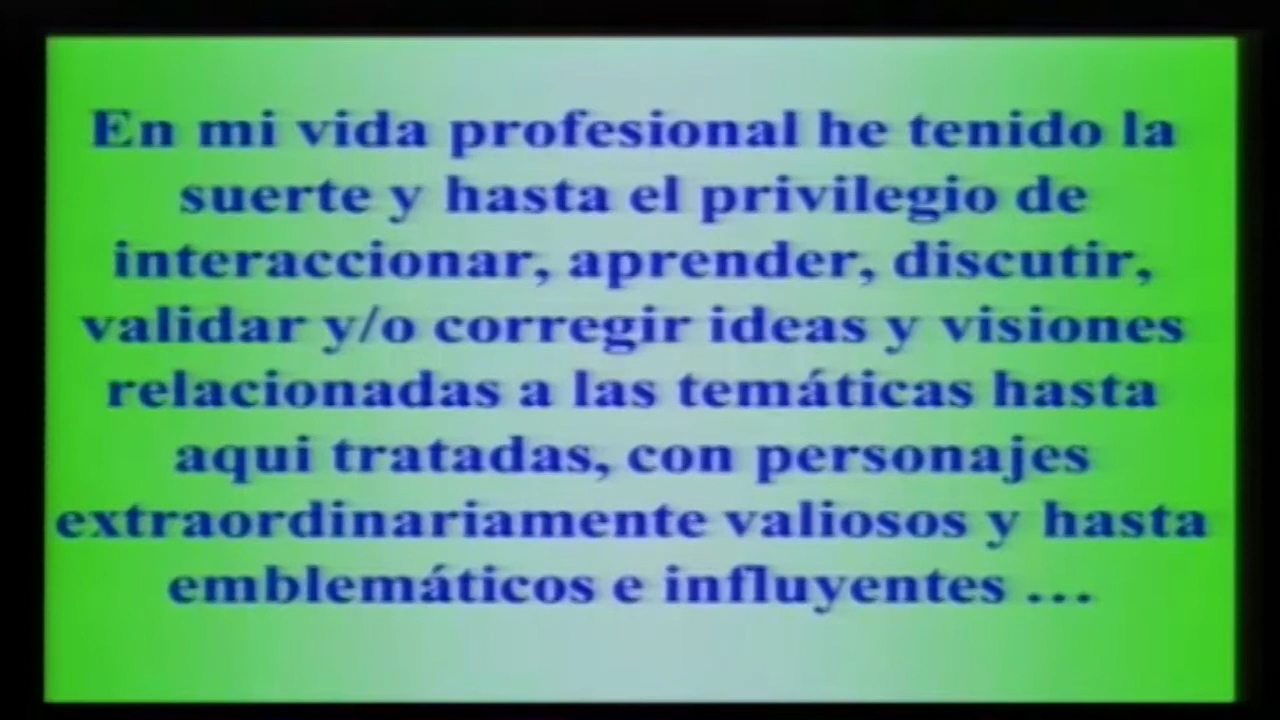 En mi vida profesional he tenido la
suerte y hasta el privilegio de
interaccionar, aprender, discutir,
validar y/o corregir ideas y visiones
relacionadas a las temáticas hasta
aqui tratadas, con personajes
extraordinariamente valiosos y hasta
emblemáticos e influyentes ...